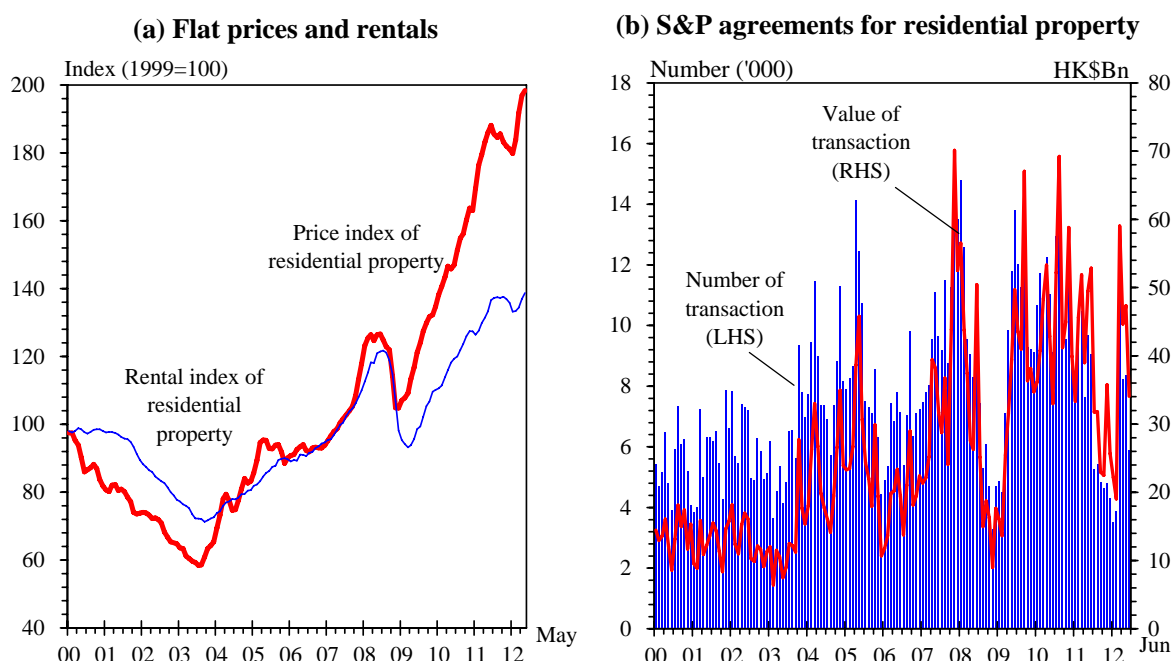 (a) Flat prices and rentals
Index (1999=100)
200
180
160
140
120
100
80
60
40
Price index of
residential property
Rental index of
residential
property
00 01 02 03 04 05 06 07 08 09 10 11 12
May
(b) S&P agreements for residential property
Number ('000)
HK$Bn
18
16
14
12
10
8
6
4
2
0
80
70
60
50
40
30
20
10
0
Value of
transaction
(RHS)
Number of
transaction
(LHS)
00 01 02 03 04 05 06 07 08 09 10 11 12
Jun